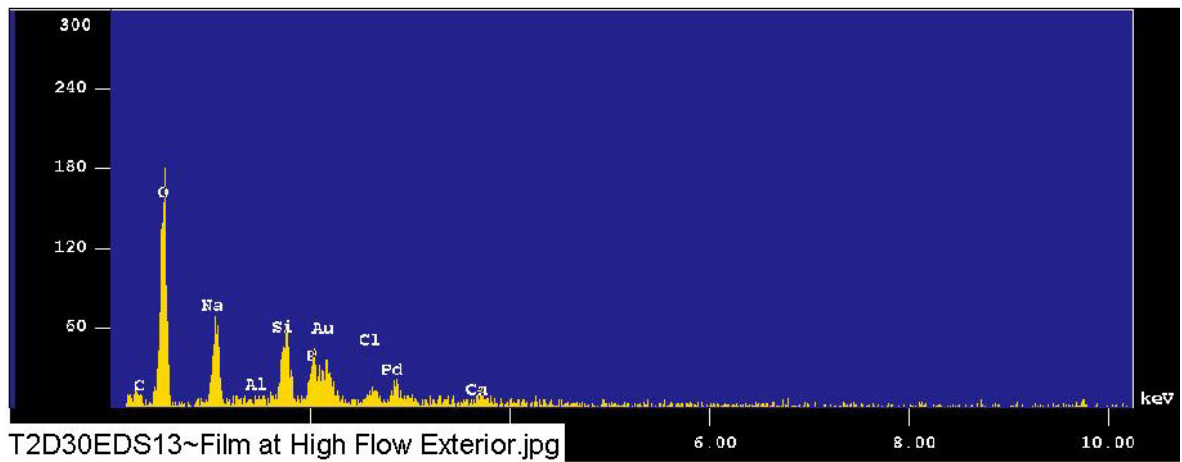 300
240
180
120
60
O
Na
Si
Au
P
Cl
C
Al
Pd
Ca
keV
6.00
8.00
10.00
T2D30EDS13~Film at High Flow Exterior.jpg